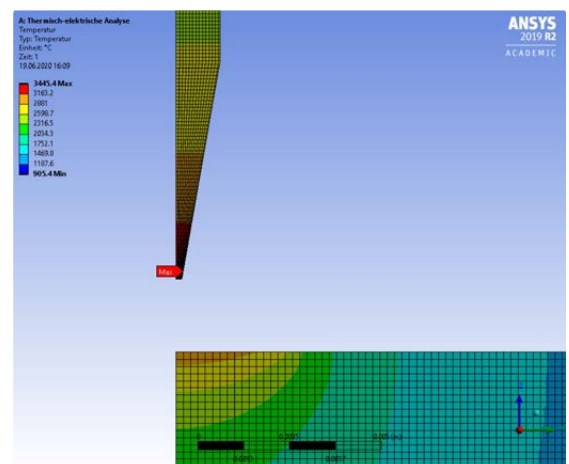 A: Thermisch-elektrische Analyse
Temperatur
Typ: Temperatur
Einheit: °C
Zeit: 1
19.06.2020 16:09
3445.4 Max
3163.2
2881
2598.7
2316.5
2034.3
1752.1
1469.8
1187.6
905.4 Min
ANSYS
2019 R2
ACADEMIC
Max
0